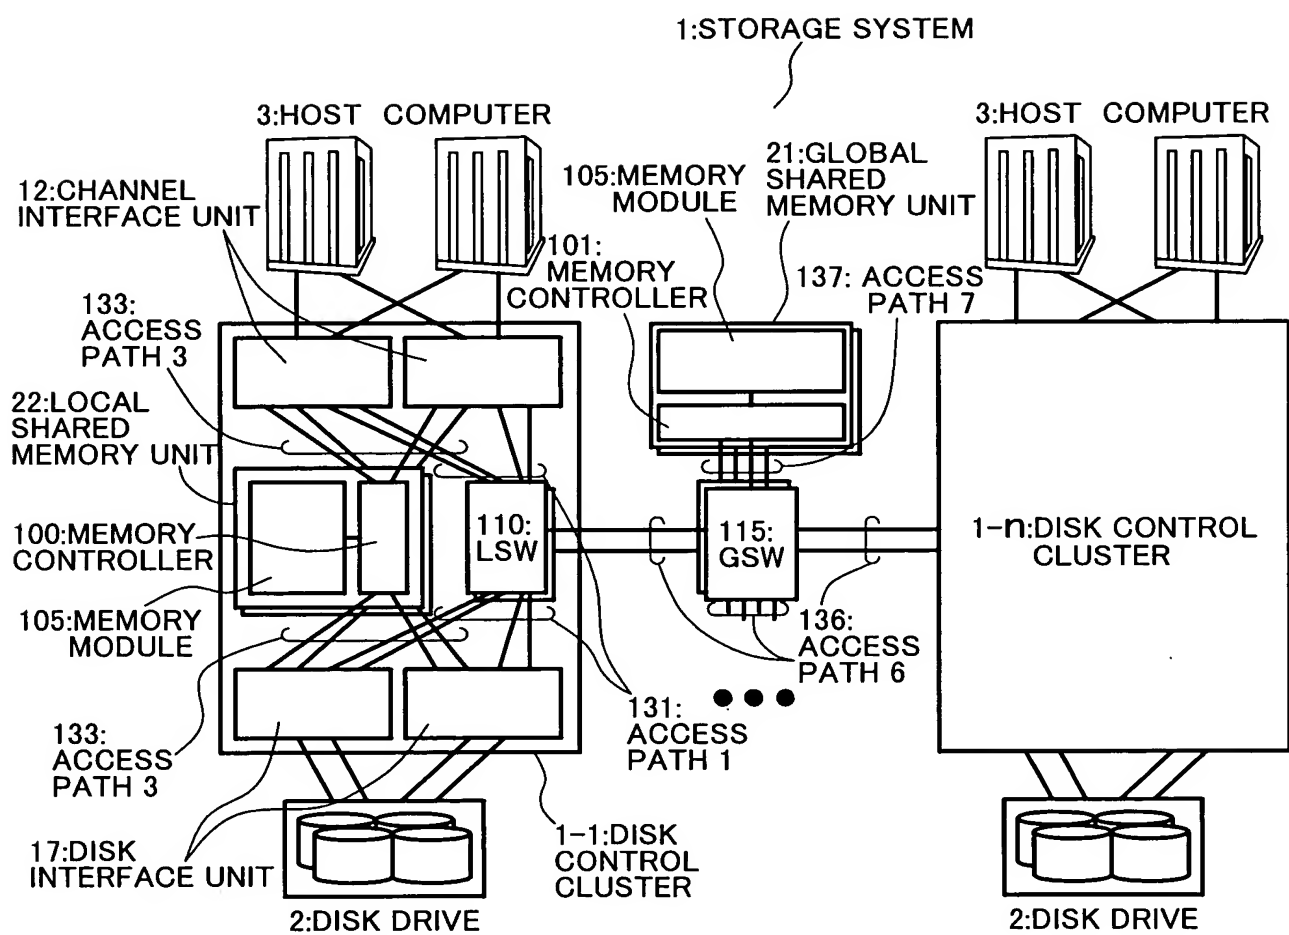 1:STORAGE SYSTEM
3:HOST COMPUTER
3:HOST COMPUTER
12:CHANNEL
INTERFACE UNIT
105:MEMORY
MODULE
21:GLOBAL
SHARED
MEMORY UNIT
101:
MEMORY
CONTROLLER
137: ACCESS
PATH 7
133:
ACCESS
PATH 3
22:LOCAL
SHARED
MEMORY UNIT
100:MEMORY
CONTROLLER
110:
LSW
115:
GSW
1-n:DISK CONTROL
CLUSTER
105:MEMORY
MODULE
136:
ACCESS
PATH 6
133:
ACCESS
PATH 3
131:
ACCESS
PATH 1
17:DISK
INTERFACE UNIT
1-1:DISK
CONTROL
CLUSTER
2:DISK DRIVE
2:DISK DRIVE